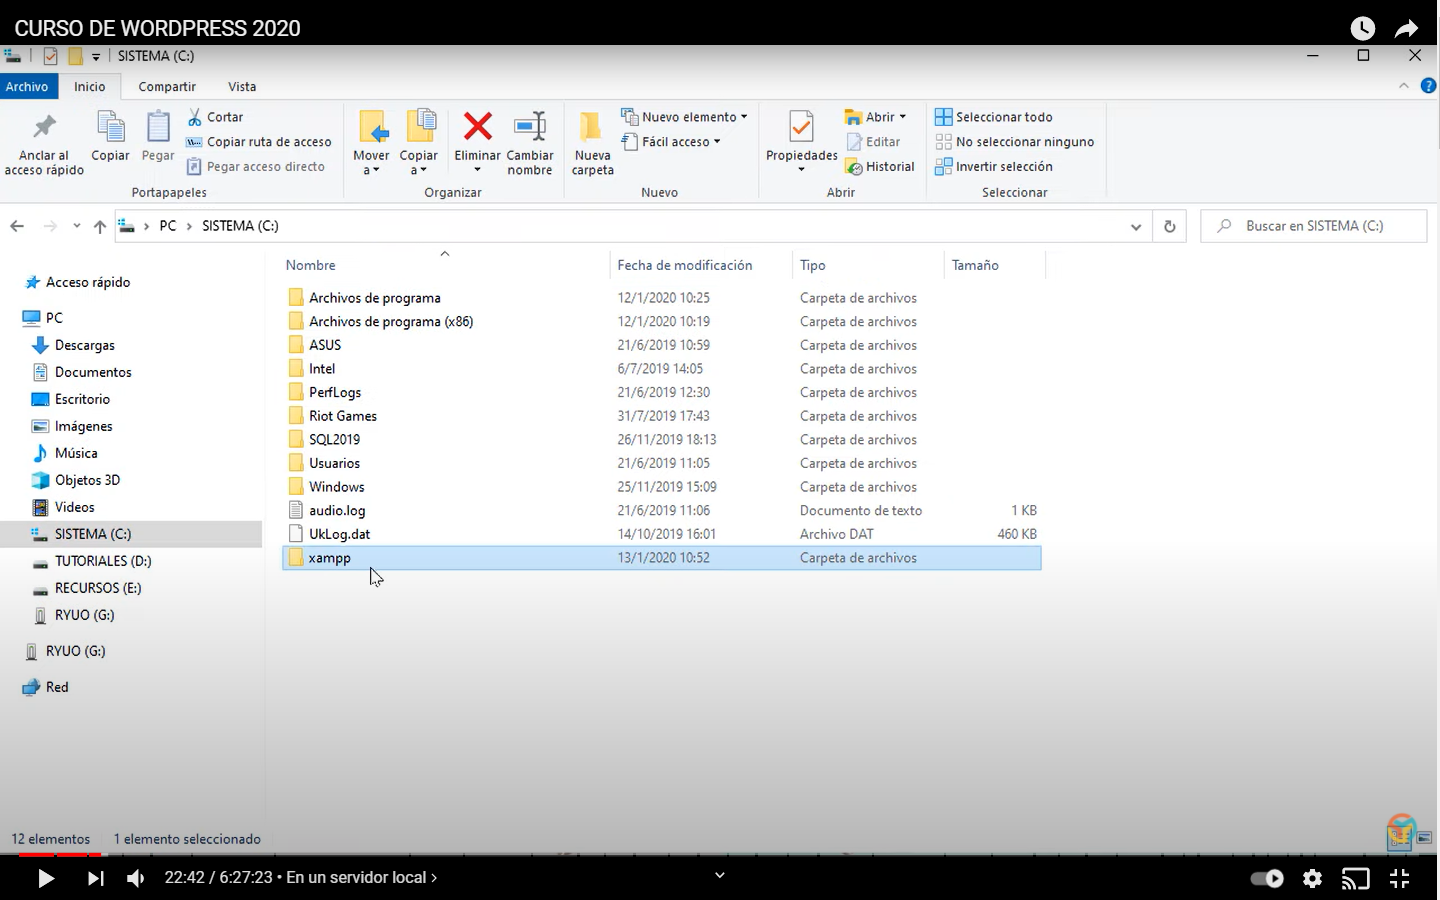 CURSO DE WORDPRESS 2020
SISTEMA (C:)
Archivo Inicio Compartir Vista
Anclar al acceso rápido
Copiar
Pegar
Cortar
Copiar ruta de acceso
Pegar acceso directo
Portapapeles
Mover a
Copiar a
Eliminar
Cambiar nombre
Organizar
Nueva carpeta
Nuevo elemento
Fácil acceso
Nuevo
Propiedades
Abrir
Editar
Historial
Abrir
Seleccionar todo
No seleccionar ninguno
Invertir selección
Seleccionar
PC > SISTEMA (C:)
Buscar en SISTEMA (C:)
Acceso rápido
PC
Descargas
Documentos
Escritorio
Imágenes
Música
Objetos 3D
Videos
SISTEMA (C:)
TUTORIALES (D:)
RECURSOS (E:)
RYUO (G:)
RYUO (G:)
Red
Nombre Fecha de modificación Tipo Tamaño
Archivos de programa 12/1/2020 10:25 Carpeta de archivos
Archivos de programa (x86) 12/1/2020 10:19 Carpeta de archivos
ASUS 21/6/2019 10:59 Carpeta de archivos
Intel 6/7/2019 14:05 Carpeta de archivos
PerfLogs 21/6/2019 12:30 Carpeta de archivos
Riot Games 31/7/2019 17:43 Carpeta de archivos
SQL2019 26/11/2019 18:13 Carpeta de archivos
Usuarios 21/6/2019 11:05 Carpeta de archivos
Windows 25/11/2019 15:09 Carpeta de archivos
audio.log 21/6/2019 11:06 Documento de texto 1 KB
UkLog.dat 14/10/2019 16:01 Archivo DAT 460 KB
xampp 13/1/2020 10:52 Carpeta de archivos
12 elementos 1 elemento seleccionado
22:42 / 6:27:23 • En un servidor local >